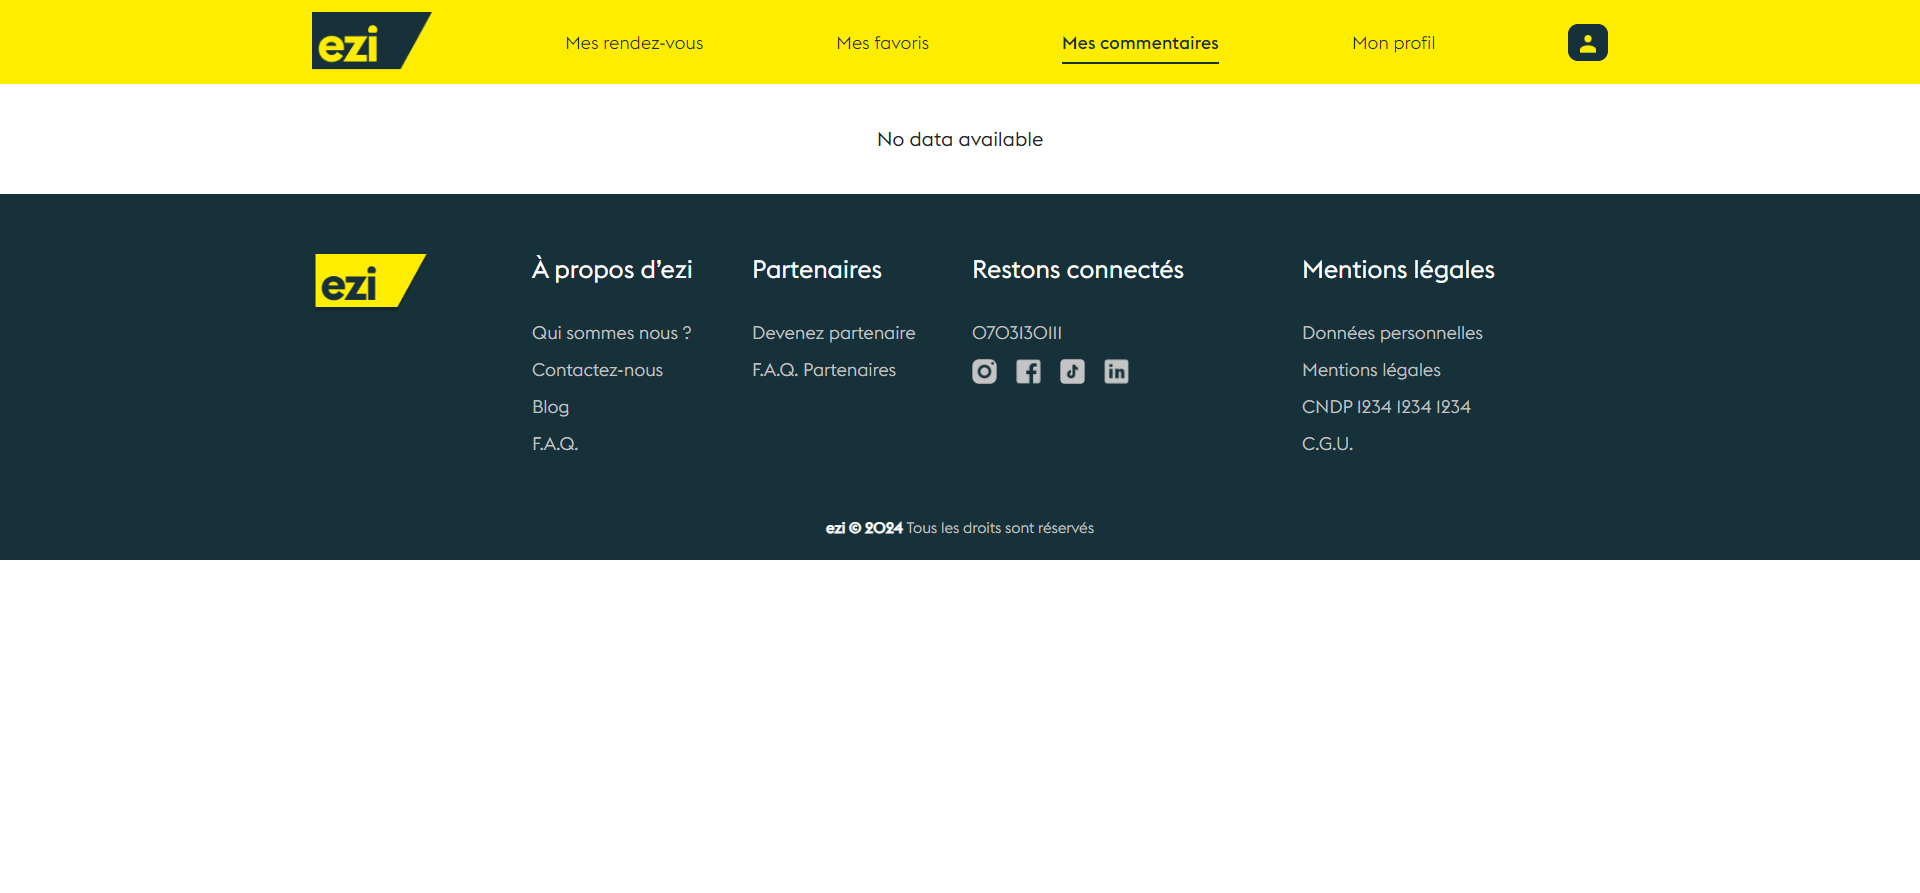 ezi
Mes rendez-vous
Mes favoris
Mes commentaires
Mon profil
No data available
ezi
À propos d'ezi
Qui sommes nous ?
Contactez-nous
Blog
F.A.Q.
Partenaires
Devenez partenaire
F.A.Q. Partenaires
Restons connectés
0703130111
Mentions légales
Données personnelles
Mentions légales
CNDP 1234 1234 1234
C.G.U.
ezi © 2024 Tous les droits sont réservés